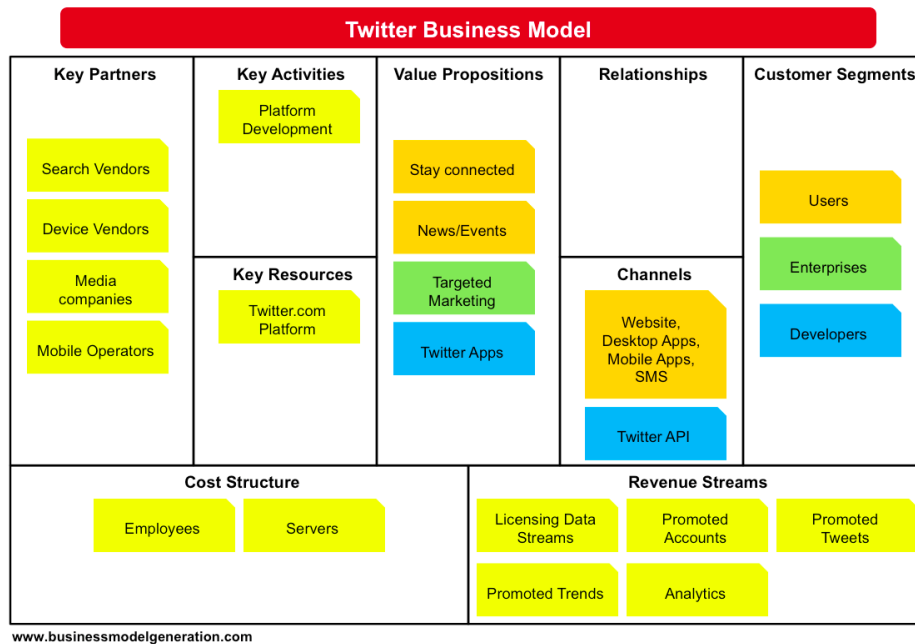 Twitter Business Model
Key Partners
Search Vendors
Device Vendors
Media
companies
Mobile Operators
Key Activities
Platform
Development
Key Resources
Twitter.com
Platform
Value Propositions
Stay connected
News/Events
Targeted
Marketing
Twitter Apps
Relationships
Channels
Website,
Desktop Apps,
Mobile Apps,
SMS
Twitter API
Customer Segments
Users
Enterprises
Developers
Cost Structure
Employees
Servers
Revenue Streams
Licensing Data
Streams
Promoted
Accounts
Promoted
Tweets
Promoted Trends
Analytics
www.businessmodelgeneration.com